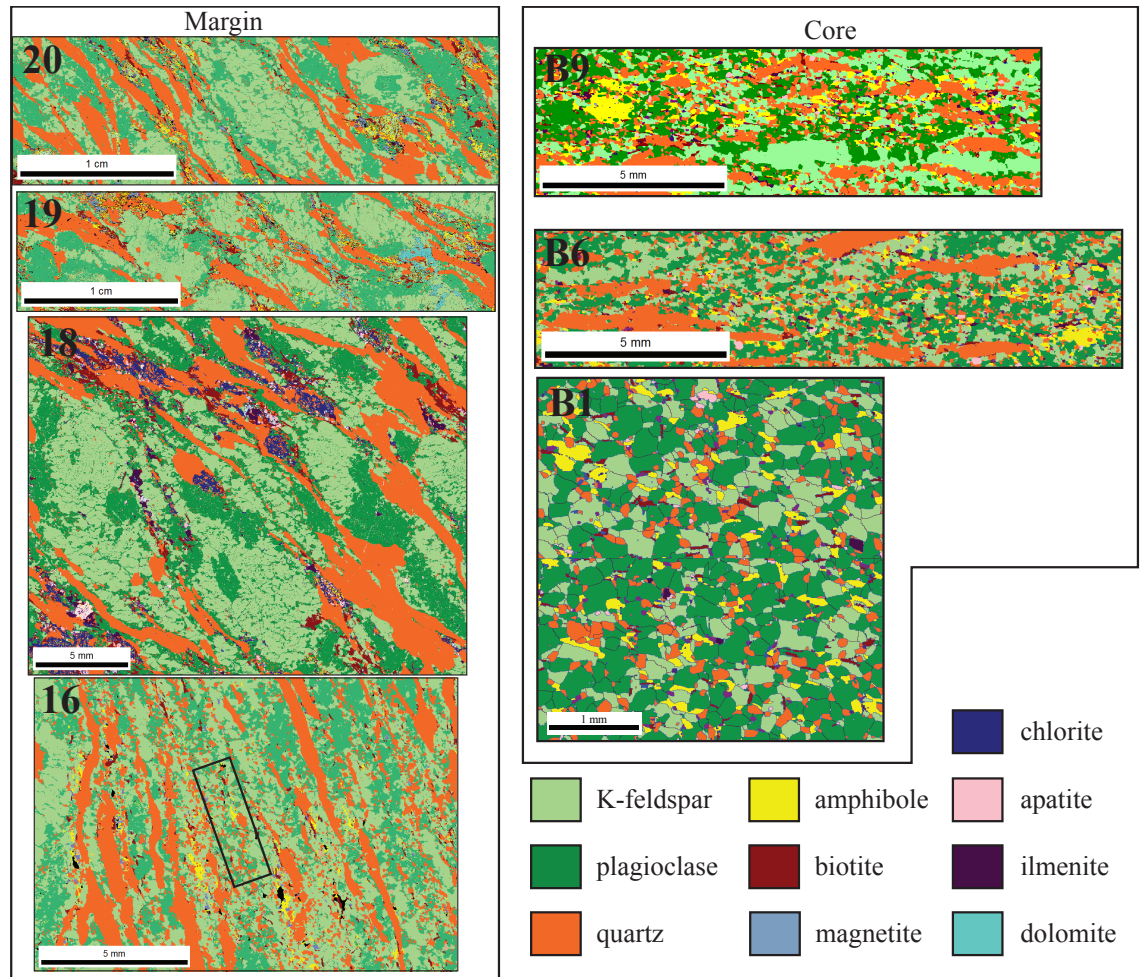 Margin
20
1 cm
19
1 cm
18
5 mm
16
5 mm
Core
B9
5 mm
B6
5 mm
B1
1 mm
chlorite
K-feldspar
amphibole
apatite
plagioclase
biotite
ilmenite
quartz
magnetite
dolomite